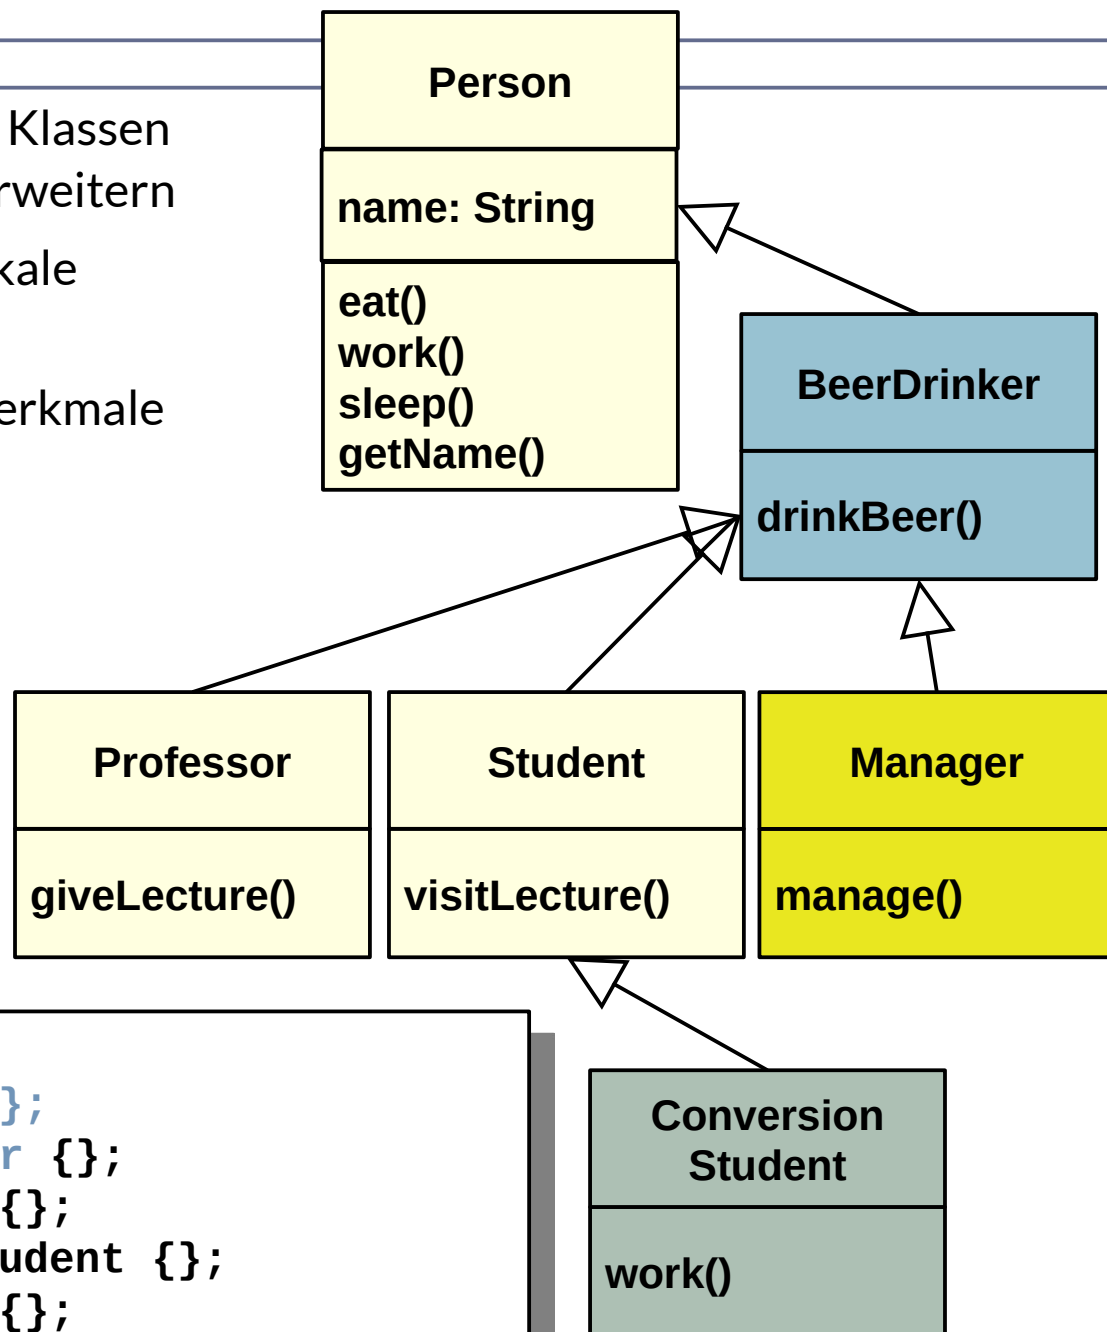 Person
Klassen
rweitern
kale
erkmale
name: String
eat()
work()
sleep()
getName()
BeerDrinker
drinkBeer()
Professor
giveLecture()
Student
visitLecture()
Manager
manage()
};
r {};
{};
udent {};
{};
Conversion
Student
work()